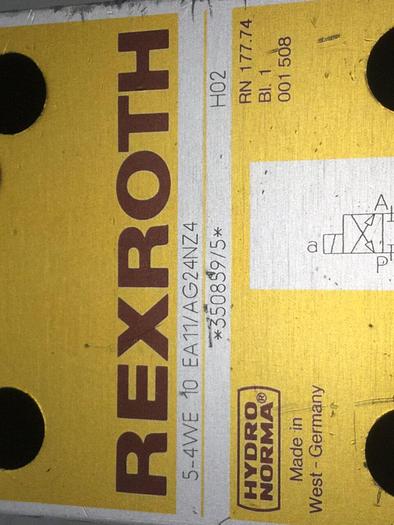 REXROTH
5-4WE 10 EA11/AG24NZ4
*350859/5* H02
RN 177.74
Bl. 1
001 508
a
A
P
HYDRO
NORMA®
Made in
West - Germany